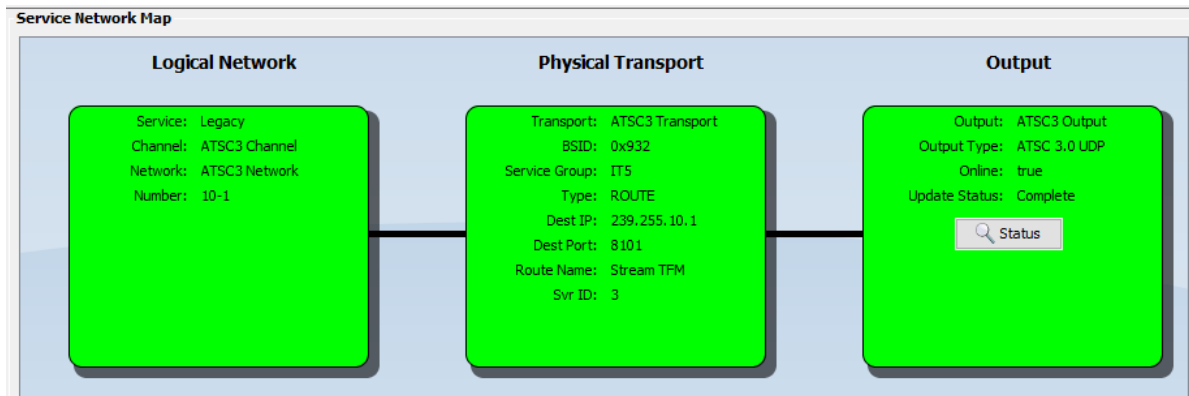 Service Network Map
Logical Network
Service: Legacy
Channel: ATSC3 Channel
Network: ATSC3 Network
Number: 10-1
Physical Transport
Transport: ATSC3 Transport
BSID: 0x932
Service Group: IT5
Type: ROUTE
Dest IP: 239.255.10.1
Dest Port: 8101
Route Name: Stream TFM
Svr ID: 3
Output
Output: ATSC3 Output
Output Type: ATSC 3.0 UDP
Online: true
Update Status: Complete
Status